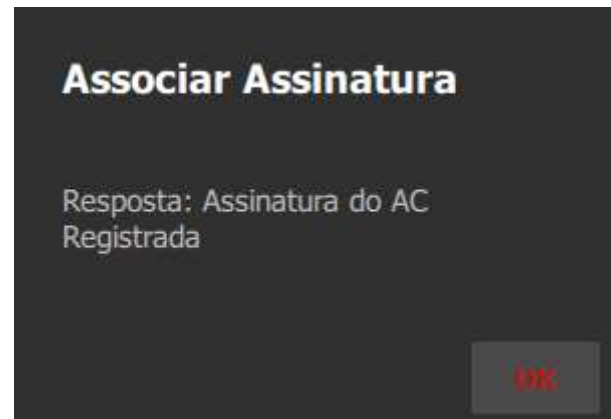 Associar Assinatura
Resposta: Assinatura do AC
Registrada
OK